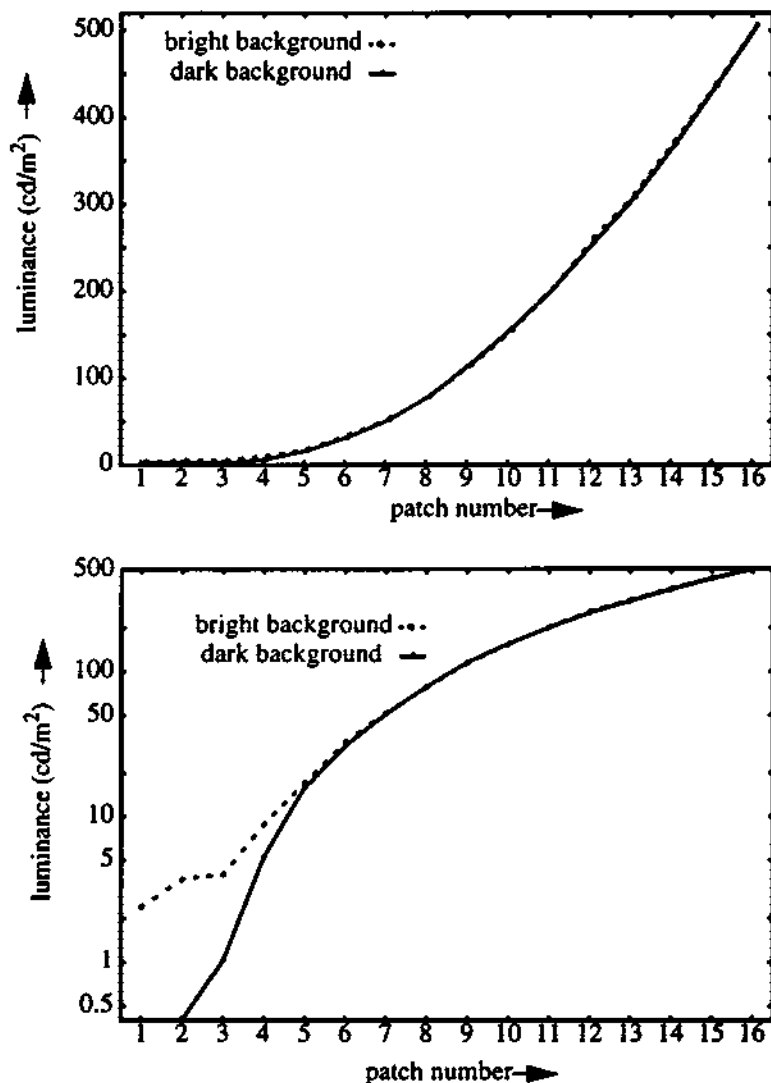 500
400
300
200
100
0
luminance (cd/m²)
bright background
dark background
1 2 3 4 5 6 7 8 9 10 11 12 13 14 15 16
patch number
500
100
50
10
5
1
0.5
luminance (cd/m²)
bright background
dark background
1 2 3 4 5 6 7 8 9 10 11 12 13 14 15 16
patch number